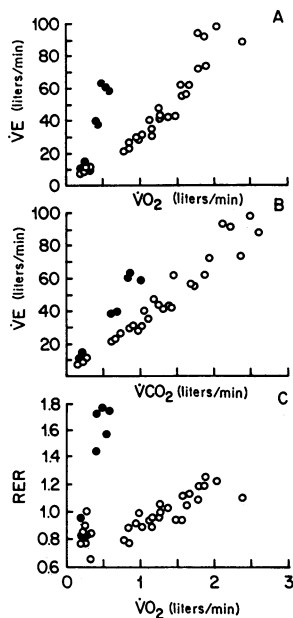 A
100
80
60
40
20
0
V̇E (liters/min)
V̇O2 (liters/min)
B
100
80
60
40
20
V̇E (liters/min)
V̇CO2 (liters/min)
C
1.8
1.6
1.4
1.2
1.0
0.8
0.6
RER
0 1 2 3
V̇O2 (liters/min)